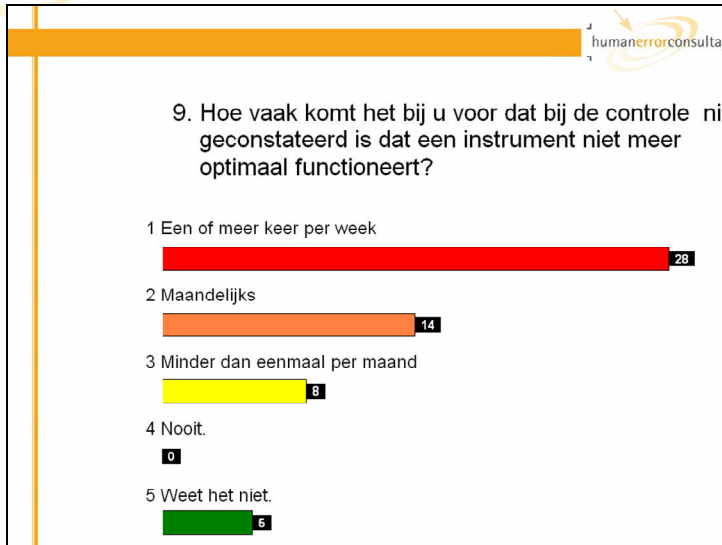 humanerrorconsulta
9. Hoe vaak komt het bij u voor dat bij de controle ni
geconstateerd is dat een instrument niet meer
optimaal functioneert?
1 Een of meer keer per week
28
2 Maandelijks
14
3 Minder dan eenmaal per maand
8
4 Nooit.
0
5 Weet het niet.